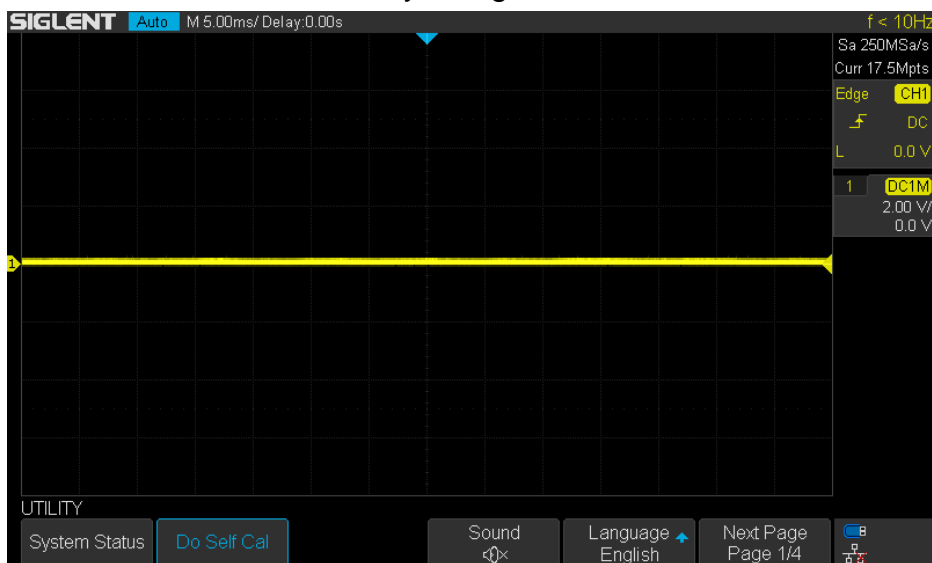 SIGLENT Auto M 5.00ms/ Delay:0.00s f < 10Hz
Sa 250MSa/s
Curr 17.5Mpts
Edge CH1
DC
L 0.0 V
1 DC1M
2.00 V/
0.0 V
1
UTILITY
System Status Do Self Cal Sound Language English Next Page Page 1/4